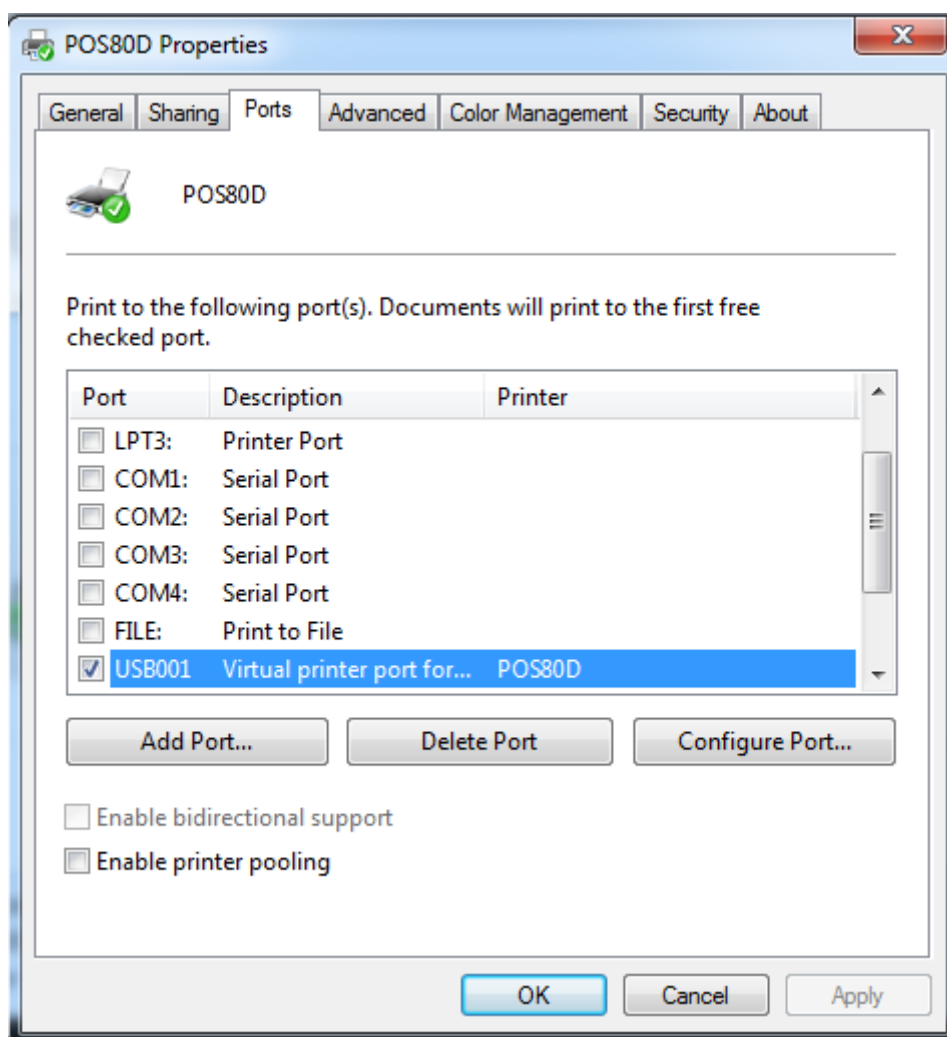 POS80D Properties
General Sharing Ports Advanced Color Management Security About
POS80D
Print to the following port(s). Documents will print to the first free
checked port.
Port Description Printer
LPT3: Printer Port
COM1: Serial Port
COM2: Serial Port
COM3: Serial Port
COM4: Serial Port
FILE: Print to File
USB001 Virtual printer port for... POS80D
Add Port... Delete Port Configure Port...
Enable bidirectional support
Enable printer pooling
OK Cancel Apply